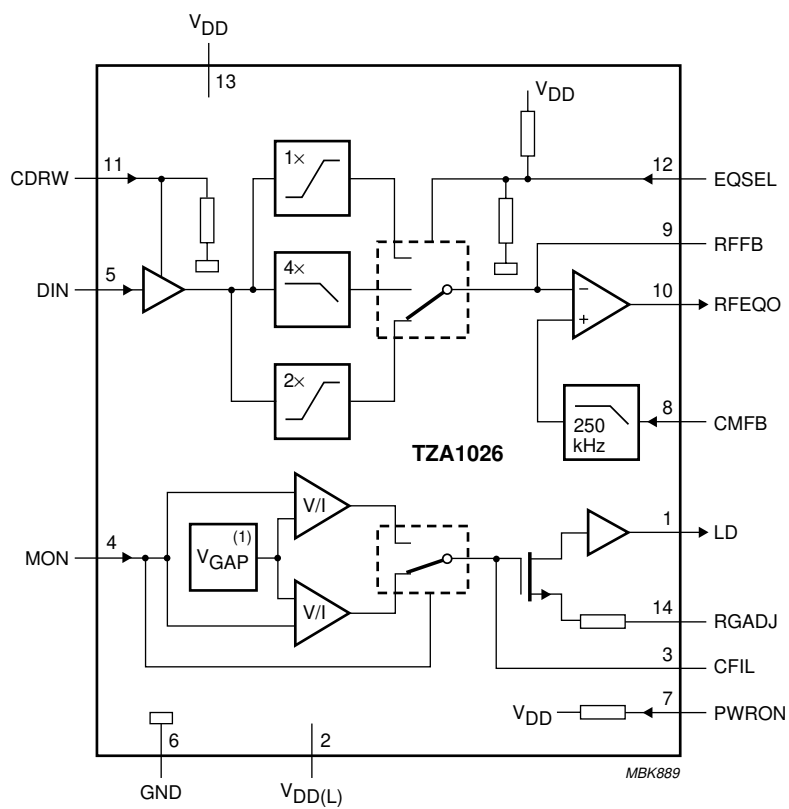 VDD
13
VDD
11
1×
12
CDRW
EQSEL
9
RFFB
5
4×
DIN
−
10
RFEQO
+
2×
8
250
kHz
CMFB
TZA1026
V/I
(1)
1
LD
4
MON
VGAP
V/I
14
RGADJ
3
CFIL
7
VDD
PWRON
6
2
MBK889
GND
VDD(L)